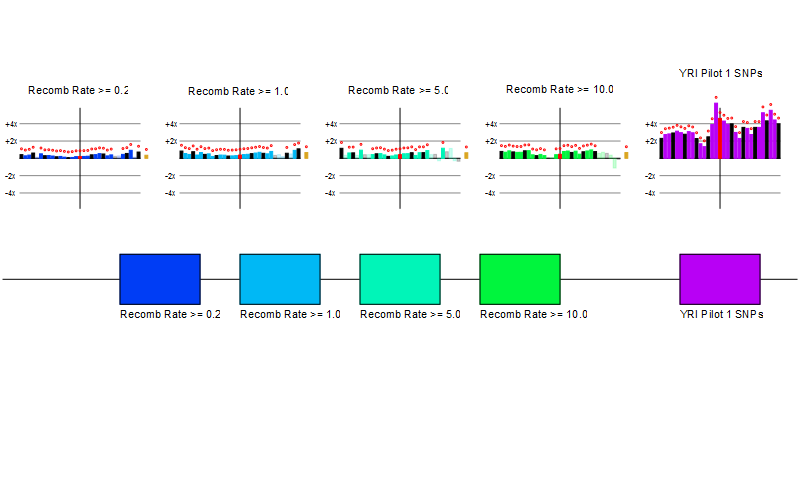 YRI Pilot 1 SNPs
Recomb Rate >= 0.2
Recomb Rate >= 1.0
Recomb Rate >= 5.0
Recomb Rate >= 10.0
+4x
+4x
+4x
+4x
+4x
+2x
+2x
+2x
+2x
+2x
-2x
-2x
-2x
-2x
-2x
-4x
-4x
-4x
-4x
-4x
Recomb Rate >= 0.2
Recomb Rate >= 1.0
Recomb Rate >= 5.0
Recomb Rate >= 10.0
YRI Pilot 1 SNPs